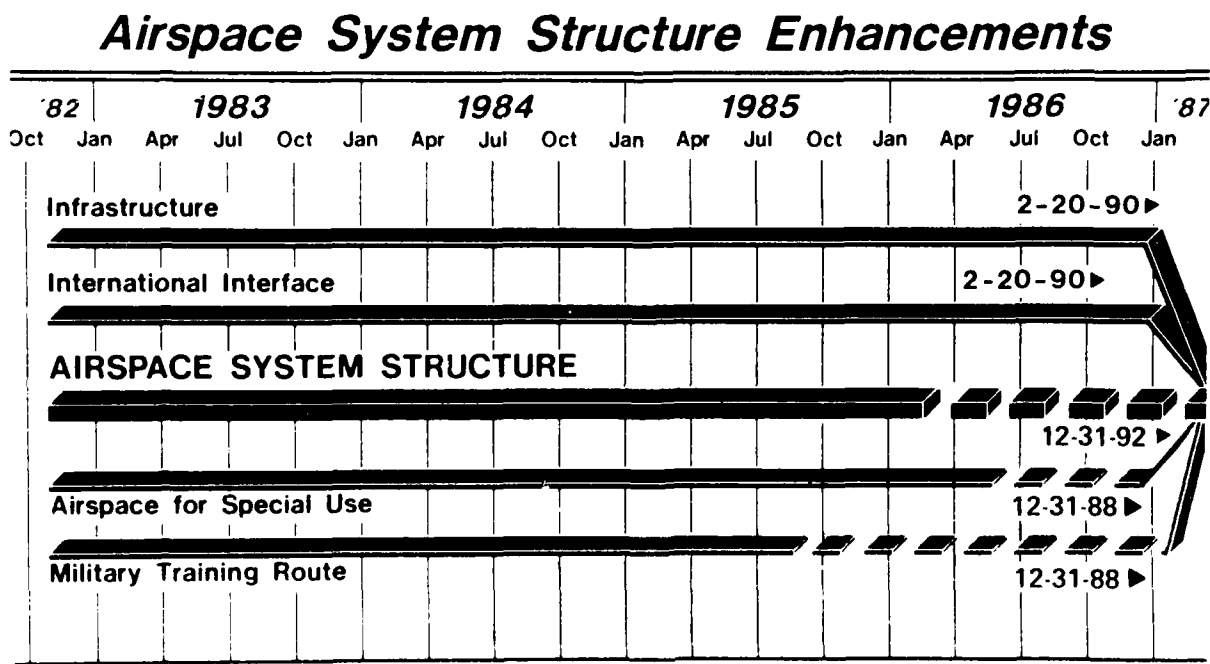 Airspace System Structure Enhancements
'82 1983 1984 1985 1986 '87
Oct Jan Apr Jul Oct Jan Apr Jul Oct Jan Apr Jul Oct Jan Apr Jul Oct Jan
Infrastructure 2-20-90
International Interface 2-20-90
AIRSPACE SYSTEM STRUCTURE
12-31-92
Airspace for Special Use 12-31-88
Military Training Route 12-31-88